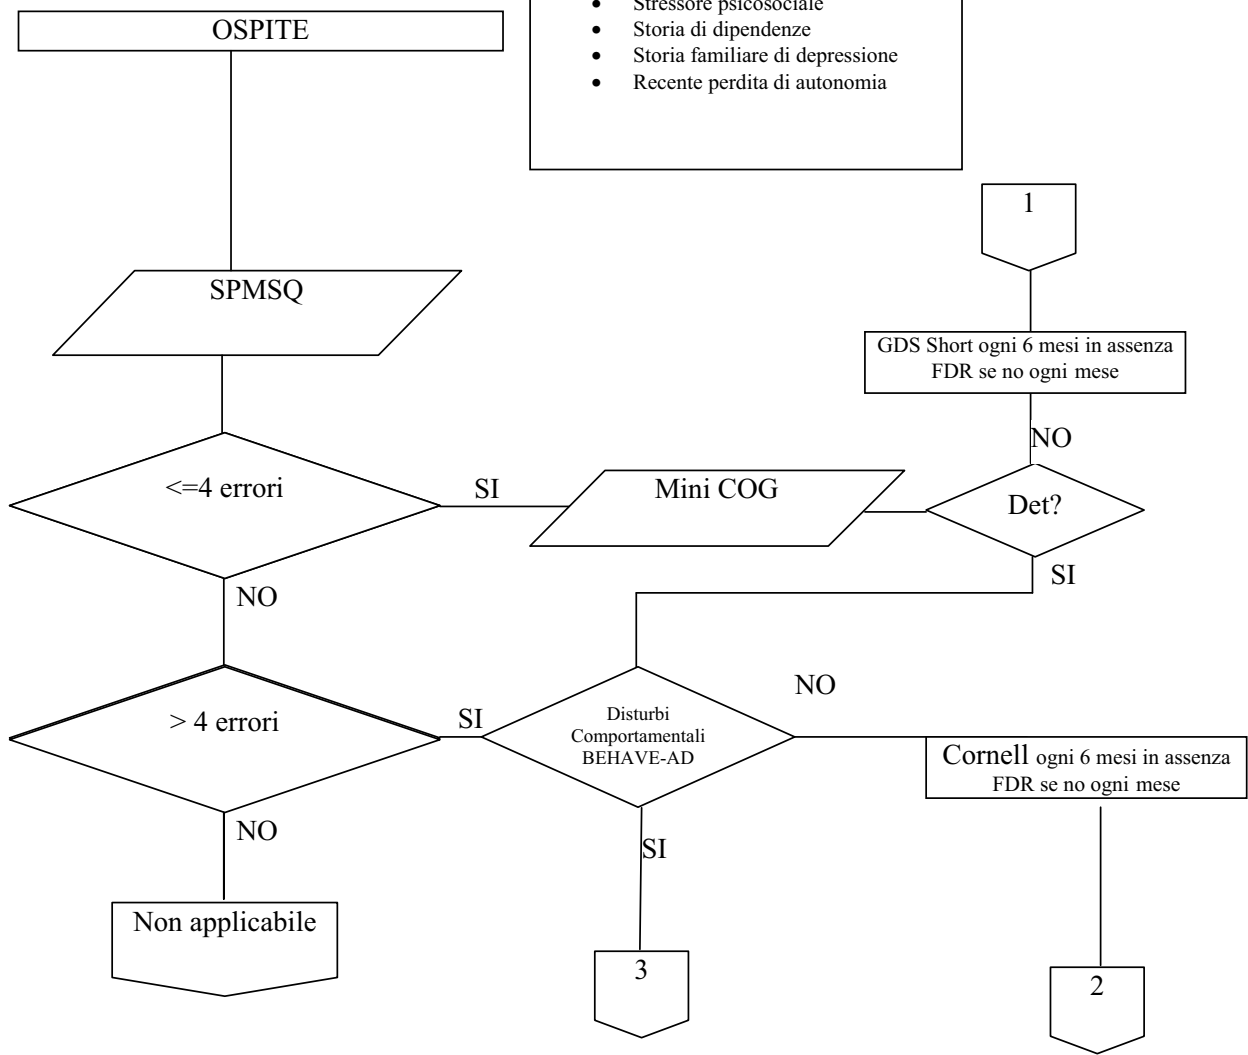 OSPITE
• Stressore psicosociale
• Storia di dipendenze
• Storia familiare di depressione
• Recente perdita di autonomia
1
SPMSQ
GDS Short ogni 6 mesi in assenza
FDR se no ogni mese
NO
<=4 errori
SI
Mini COG
Det?
SI
NO
> 4 errori
SI
Disturbi
Comportamentali
BEHAVE-AD
NO
Cornell ogni 6 mesi in assenza
FDR se no ogni mese
NO
SI
Non applicabile
3
2